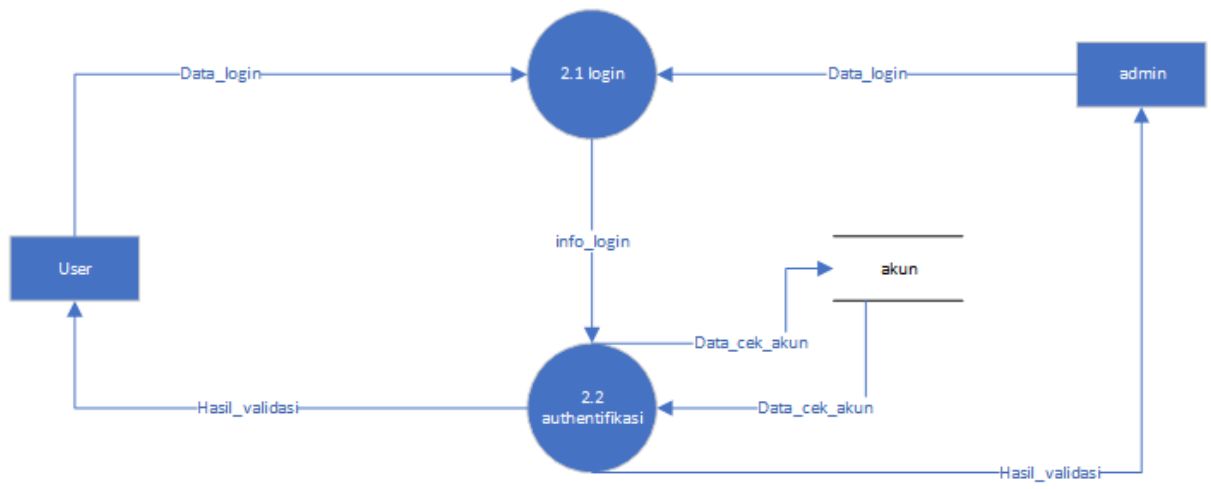 2.1 login
admin
Data_login
Data_login
info_login
User
akun
Data_cek_akun
2.2
authentifikasi
Hasil_validasi
Data_cek_akun
Hasil_validasi